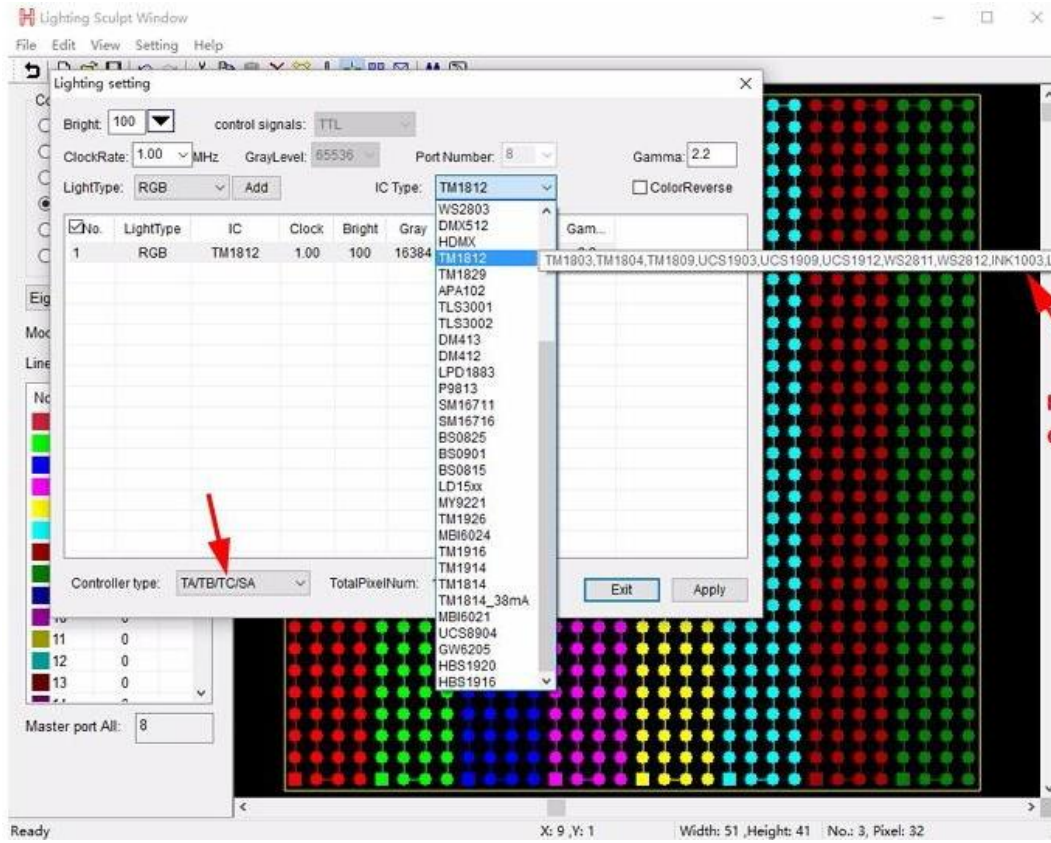 Lighting Sculpt Window
File Edit View Setting Help
Lighting setting
Bright: 100 control signals: TTL
ClockRate: 1.00 MHz GrayLevel: 65536 Port Number: 8 Gamma: 2.2
LightType: RGB Add IC Type: TM1812 ColorReverse
No. LightType IC Clock Bright Gray Gam...
1 RGB TM1812 1.00 100 16384
WS2803
DMX512
HDMX
TM1812
TM1803,TM1804,TM1809,UCS1903,UCS1909,UCS1912,WS2811,WS2812,INK1003,L
TM1829
APA102
TLS3001
TLS3002
DM413
DM412
LPD1883
P9813
SM16711
SM16716
BS0825
BS0901
BS0815
LD15xx
MY9221
TM1926
MBI6024
TM1916
TM1914
TM1814
TM1814_38mA
MBI6021
UCS8904
GW6205
HBS1920
HBS1916
Controller type: TA/TB/TC/SA TotalPixelNum: Exit Apply
Eig
Mod
Line
No
11 0
12 0
13 0
Master port All: 8
Ready X: 9 ,Y: 1 Width: 51 ,Height: 41 No.: 3, Pixel: 32